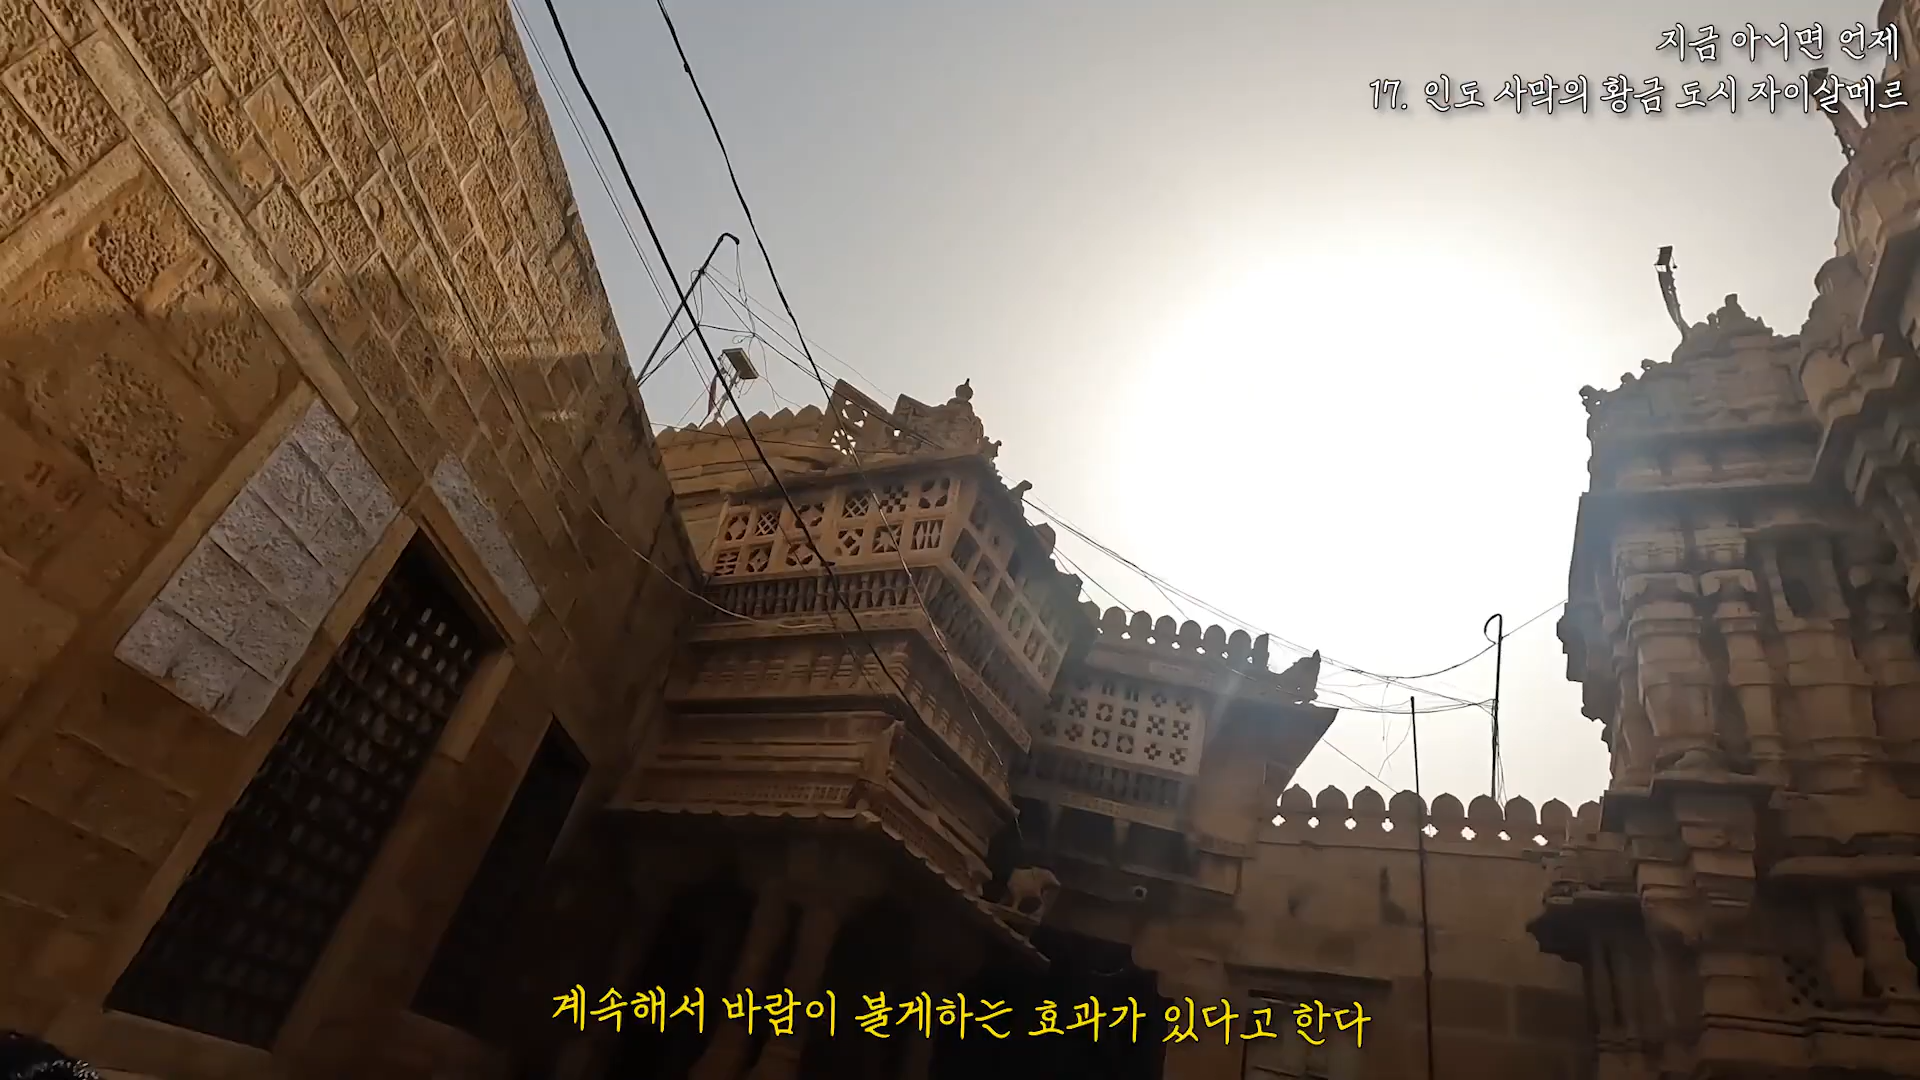 지금 아니면 언제
17. 인도 사막의 황금 도시 자이살메르
계속해서 바람이 불게하는 효과가 있다고 한다